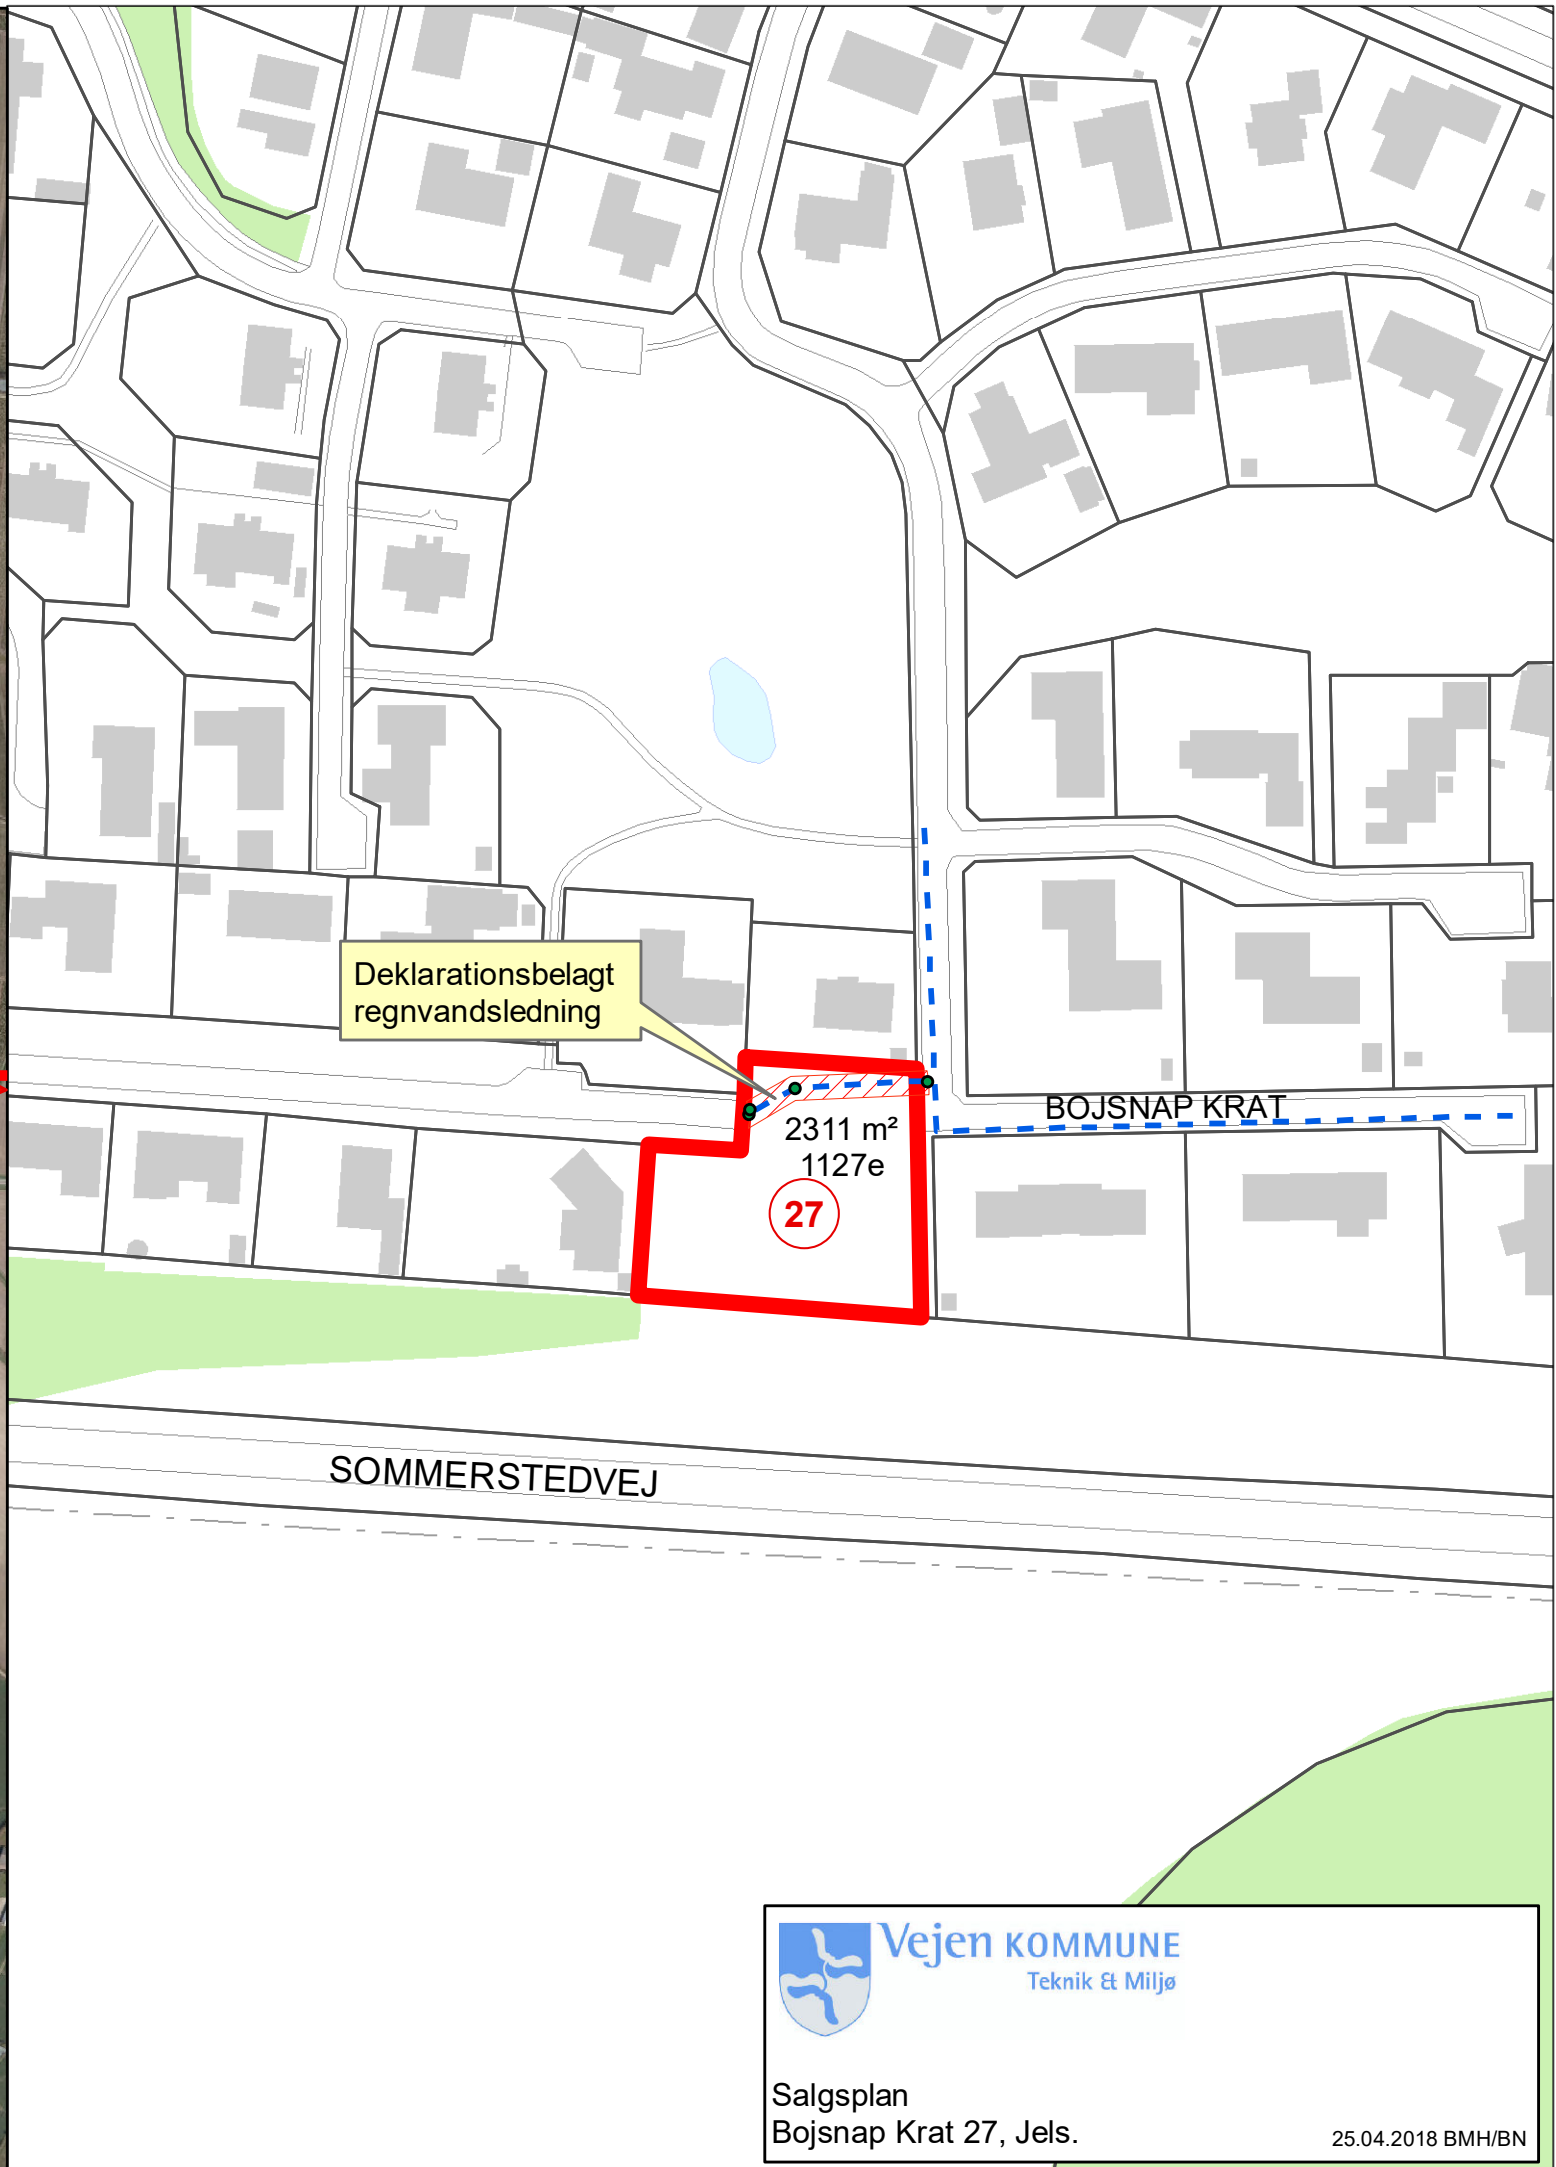 Deklarationsbelagt
regnvandsledning
BOJSNAP KRAT
2311 m²
1127e
27
SOMMERSTEDVEJ
Vejen KOMMUNE
Teknik & Miljø
Salgsplan
Bojsnap Krat 27, Jels.
25.04.2018 BMH/BN